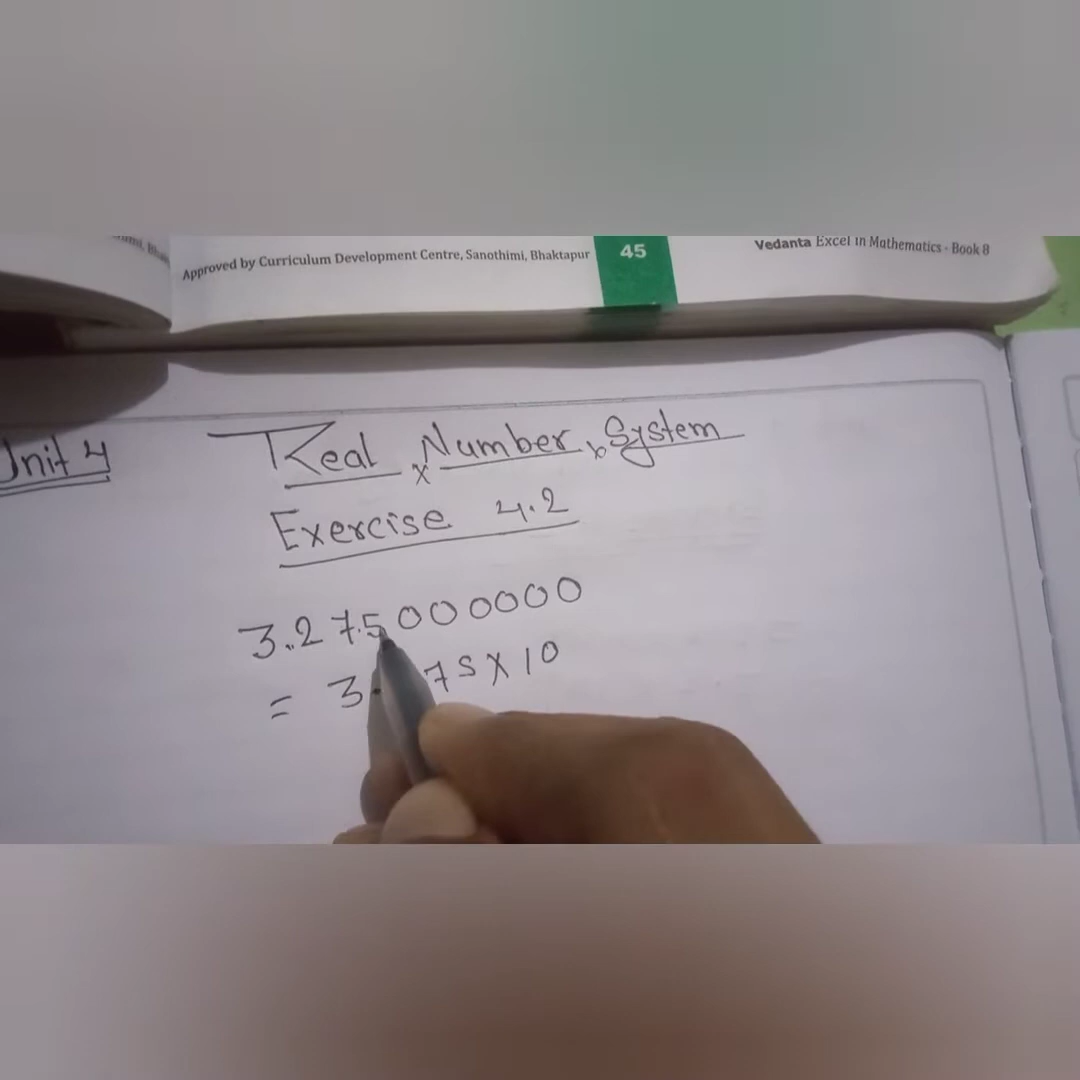 Approved by Curriculum Development Centre, Sanothimi, Bhaktapur 45 Vedanta Excel in Mathematics - Book 8
Unit 4 Real Number System
Exercise 4.2
3.275000000
= 3. 75 X 10